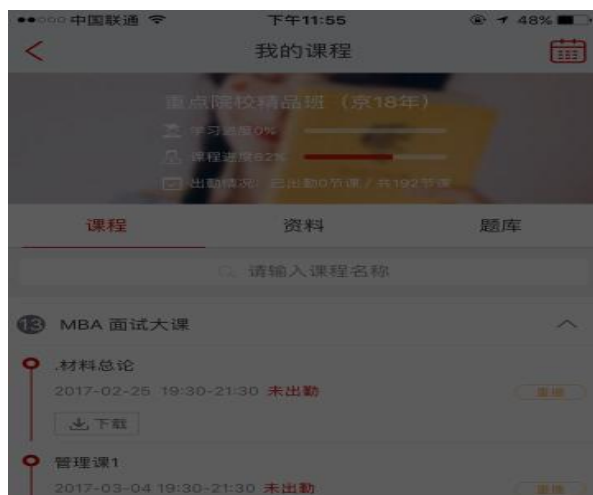 中国联通 下午11:55 48%
我的课程
重点院校精品班（京18年）
学习进度0%
课程进度62%
出勤情况：已出勤0节课/共192节课
课程 资料 题库
请输入课程名称
13 MBA 面试大课
.材料总论
2017-02-25 19:30-21:30 未出勤 重播
下载
管理课1
2017-03-04 19:30-21:30 未出勤 重播